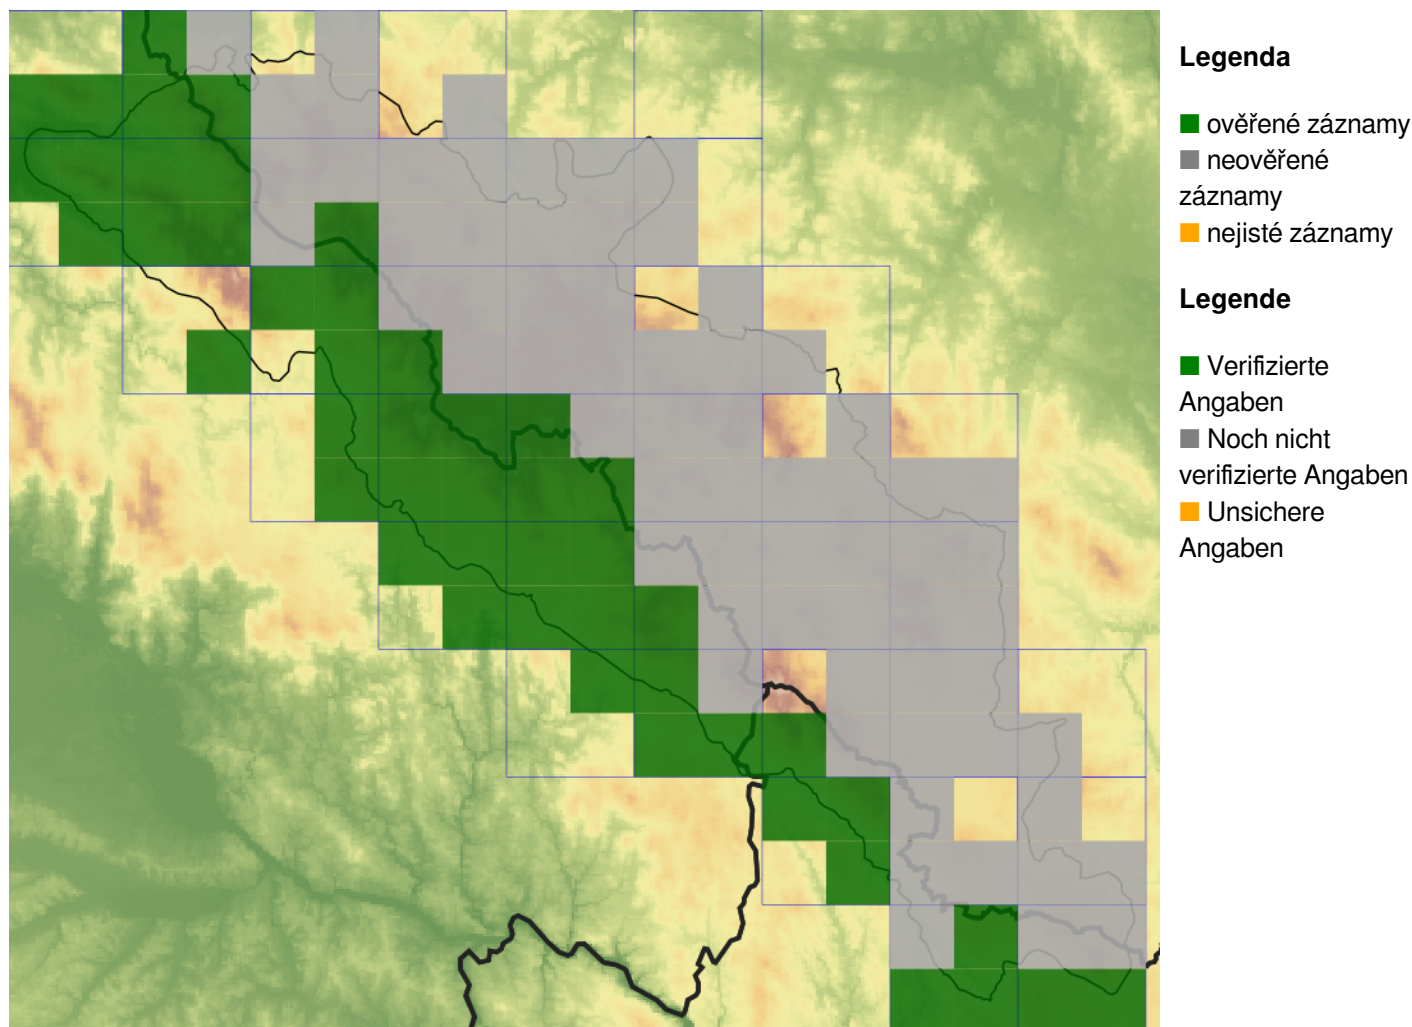 Legenda
ověřené záznamy
neověřené
záznamy
nejisté záznamy
Legende
Verifizierte
Angaben
Noch nicht
verifizierte Angaben
Unsichere
Angaben